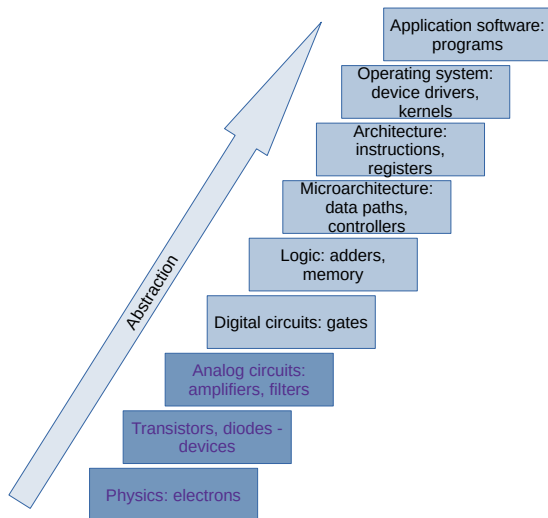 Application software:
programs
Operating system:
device drivers,
kernels
Architecture:
instructions,
registers
Microarchitecture:
data paths,
controllers
Logic: adders,
memory
Digital circuits: gates
Analog circuits:
amplifiers, filters
Transistors, diodes -
devices
Physics: electrons
Abstraction